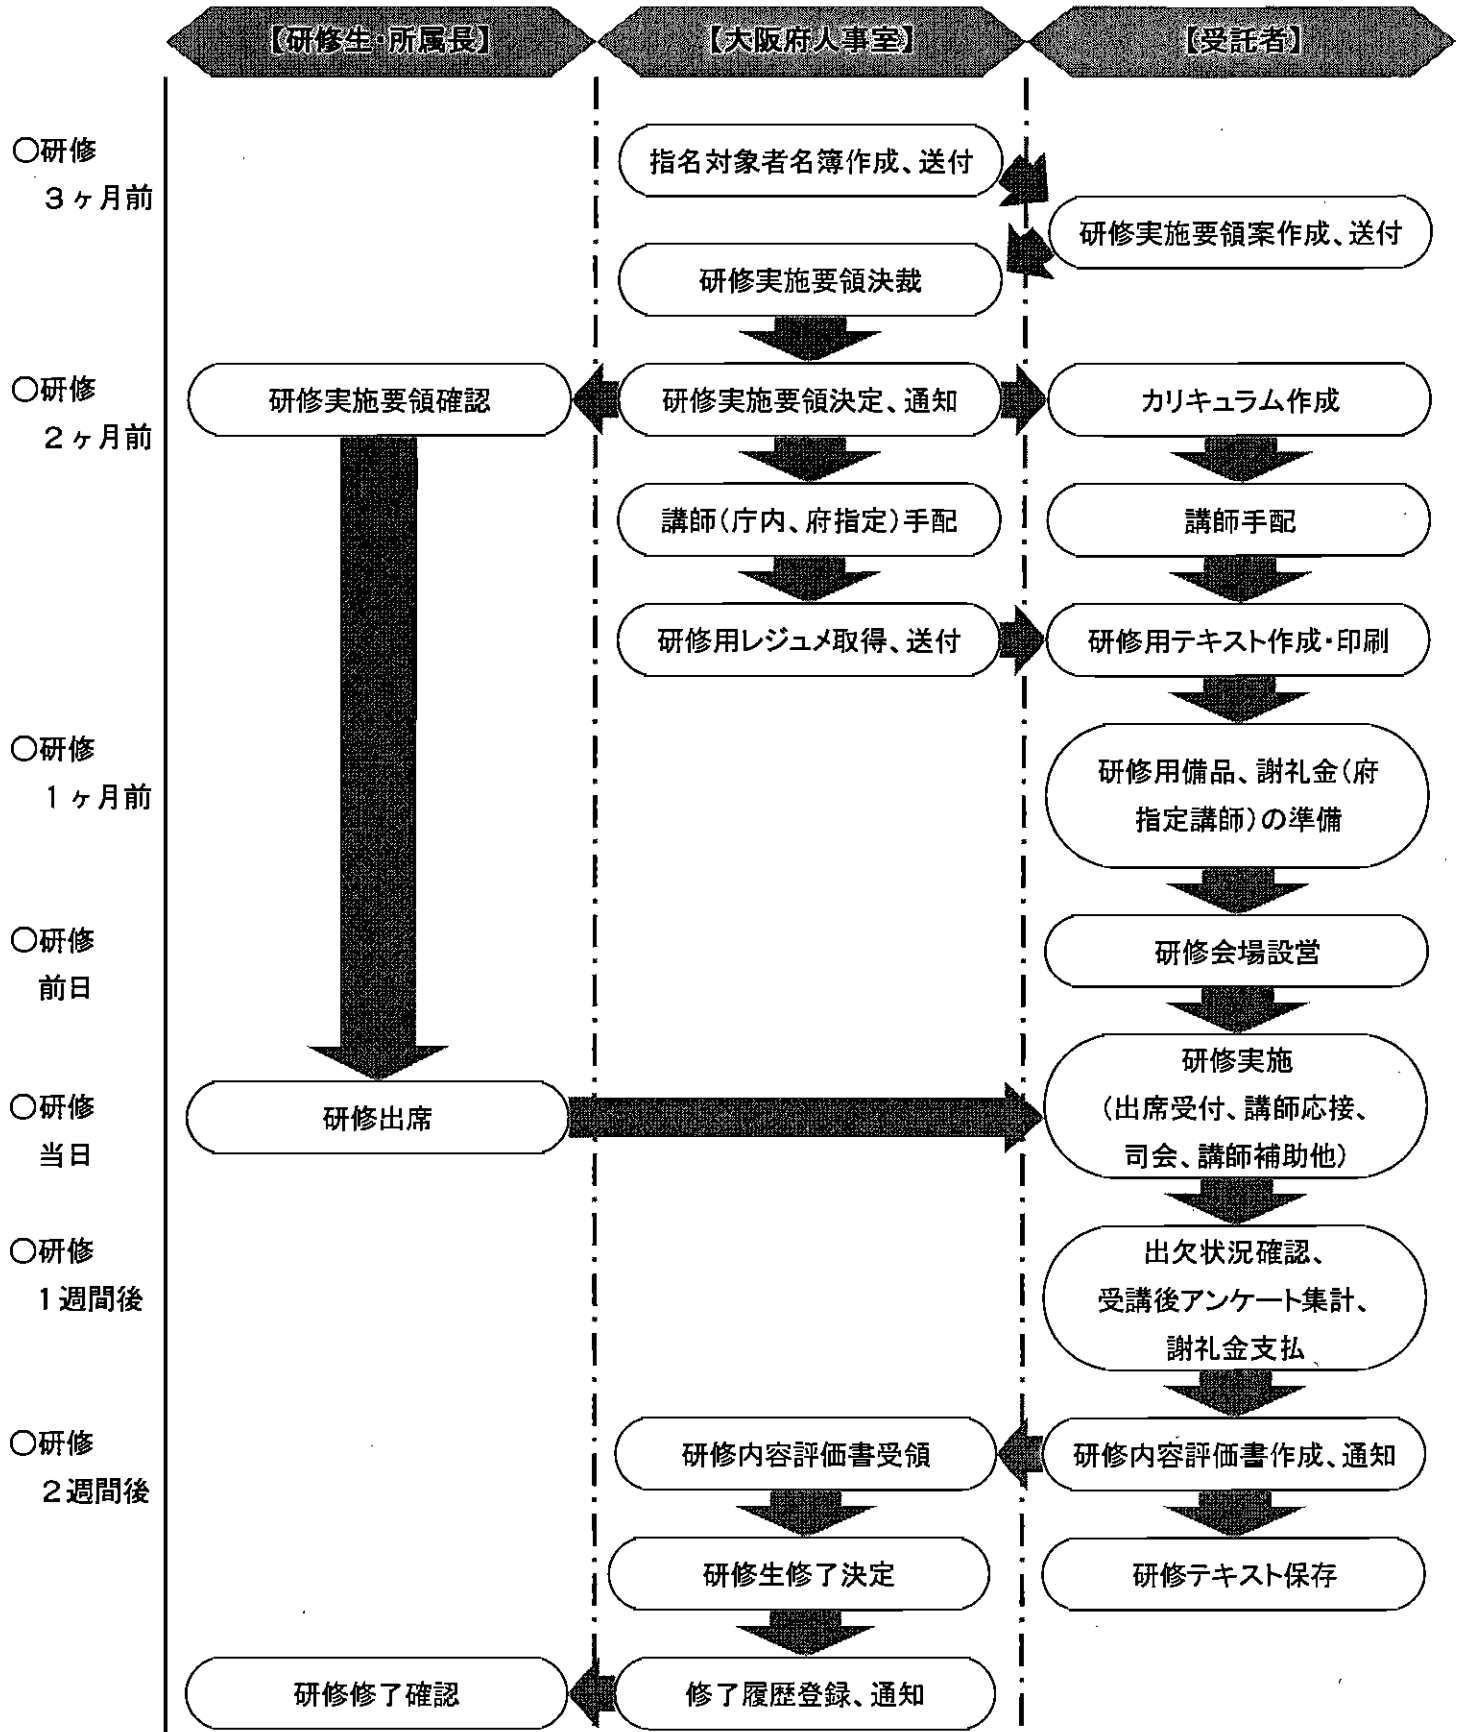 【研修生・所属長】
【大阪府人事室】
【受託者】
○研修
３ヶ月前
指名対象者名簿作成、送付
研修実施要領案作成、送付
研修実施要領決裁
○研修
２ヶ月前
研修実施要領確認
研修実施要領決定、通知
カリキュラム作成
講師（庁内、府指定）手配
講師手配
研修用レジュメ取得、送付
研修用テキスト作成・印刷
○研修
１ヶ月前
研修用備品、謝礼金（府
指定講師）の準備
○研修
前日
研修会場設営
○研修
当日
研修出席
研修実施
（出席受付、講師応接、
司会、講師補助他）
○研修
１週間後
出欠状況確認、
受講後アンケート集計、
謝礼金支払
○研修
２週間後
研修内容評価書受領
研修内容評価書作成、通知
研修生修了決定
研修テキスト保存
研修修了確認
修了履歴登録、通知